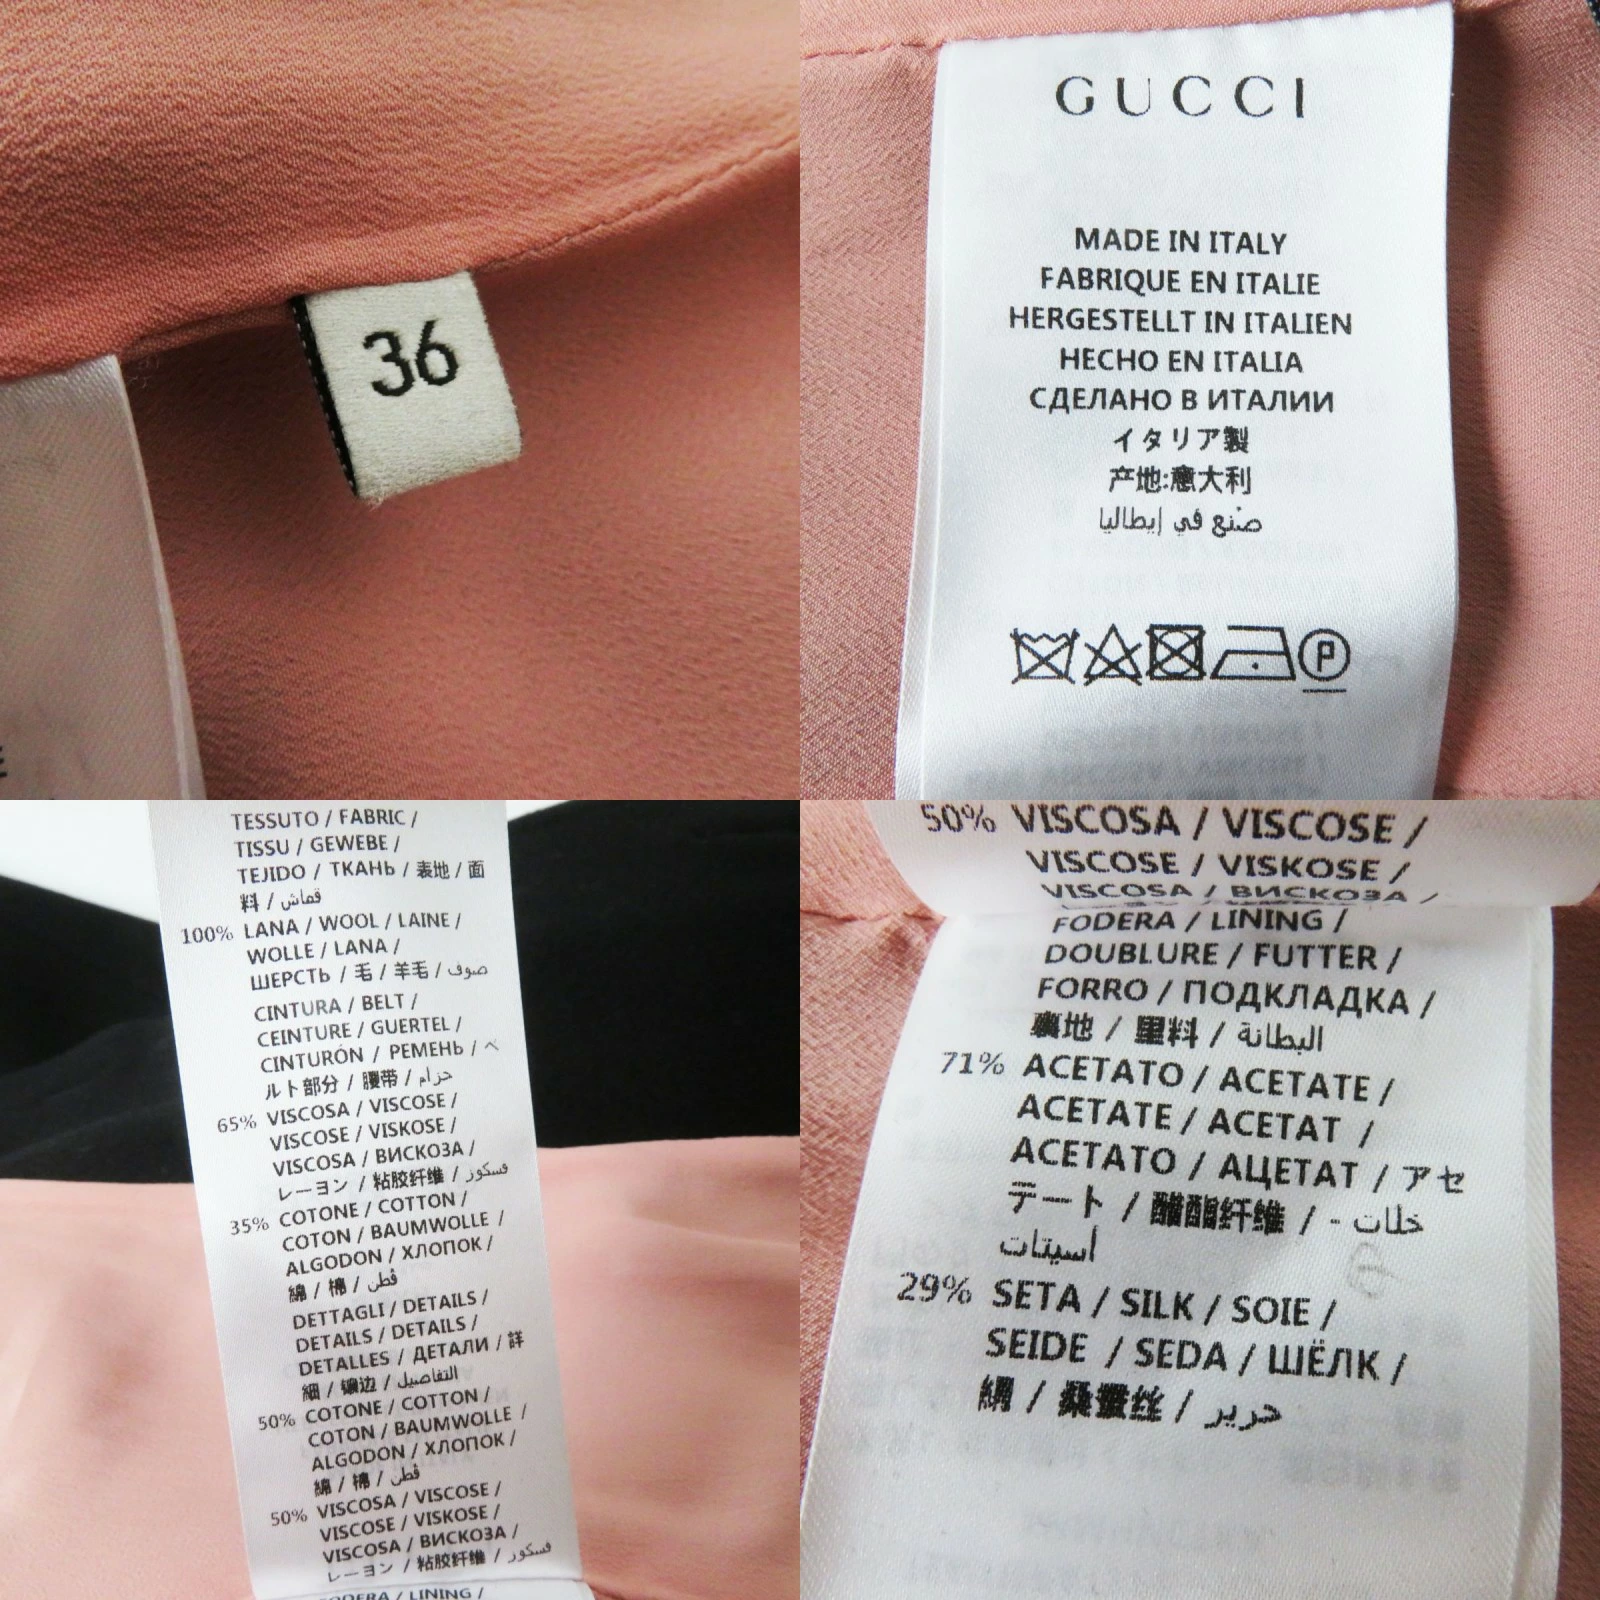 36
GUCCI
MADE IN ITALY
FABRIQUE EN ITALIE
HERGESTELLT IN ITALIEN
HECHO EN ITALIA
СДЕЛАНО В ИТАЛИИ
イタリア製
产地:意大利
صنع في إيطاليا
P
TESSUTO / FABRIC /
TISSU / GEWEBE /
TEJIDO / ТКАНЬ / 表地 / 面
料 / قماش
100% LANA / WOOL / LAINE /
WOLLE / LANA /
ШЕРСТЬ / 毛 / 羊毛 / صوف
CINTURA / BELT /
CEINTURE / GUERTEL /
CINTURÓN / РЕМЕНЬ / ベ
ルト部分 / 腰带 / حزام
65% VISCOSA / VISCOSE /
VISCOSE / VISKOSE /
VISCOSA / ВИСКОЗА /
レーヨン / 粘胶纤维 / فسكوز
35% COTONE / COTTON /
COTON / BAUMWOLLE /
ALGODON / ХЛОПОК /
綿 / 棉 / قطن
DETTAGLI / DETAILS /
DETAILS / DETAILS /
DETALLES / ДЕТАЛИ / 詳
細 / 镶边 / التفاصيل
50% COTONE / COTTON /
COTON / BAUMWOLLE /
ALGODON / ХЛОПОК /
綿 / 棉 / قطن
50% VISCOSA / VISCOSE /
VISCOSE / VISKOSE /
VISCOSA / ВИСКОЗА /
レーヨン / 粘胶纤维 / فسكوز
FODERA / LINING /
50% VISCOSA / VISCOSE /
VISCOSE / VISKOSE /
VISCOSA / ВИСКОЗА /
FODERA / LINING /
DOUBLURE / FUTTER /
FORRO / ПОДКЛАДКА /
裏地 / 里料 / البطانة
71% ACETATO / ACETATE /
ACETATE / ACETAT /
ACETATO / АЦЕТАТ / アセ
テート / 醋酯纤维 / - خلات
أسيتات
29% SETA / SILK / SOIE /
SEIDE / SEDA / ШЁЛК /
絹 / 桑蚕丝 / حرير